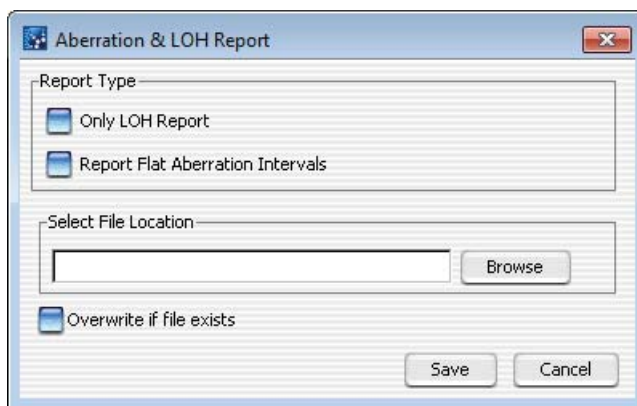 Aberration & LOH Report
Report Type
Only LOH Report
Report Flat Aberration Intervals
Select File Location
Browse
Overwrite if file exists
Save Cancel